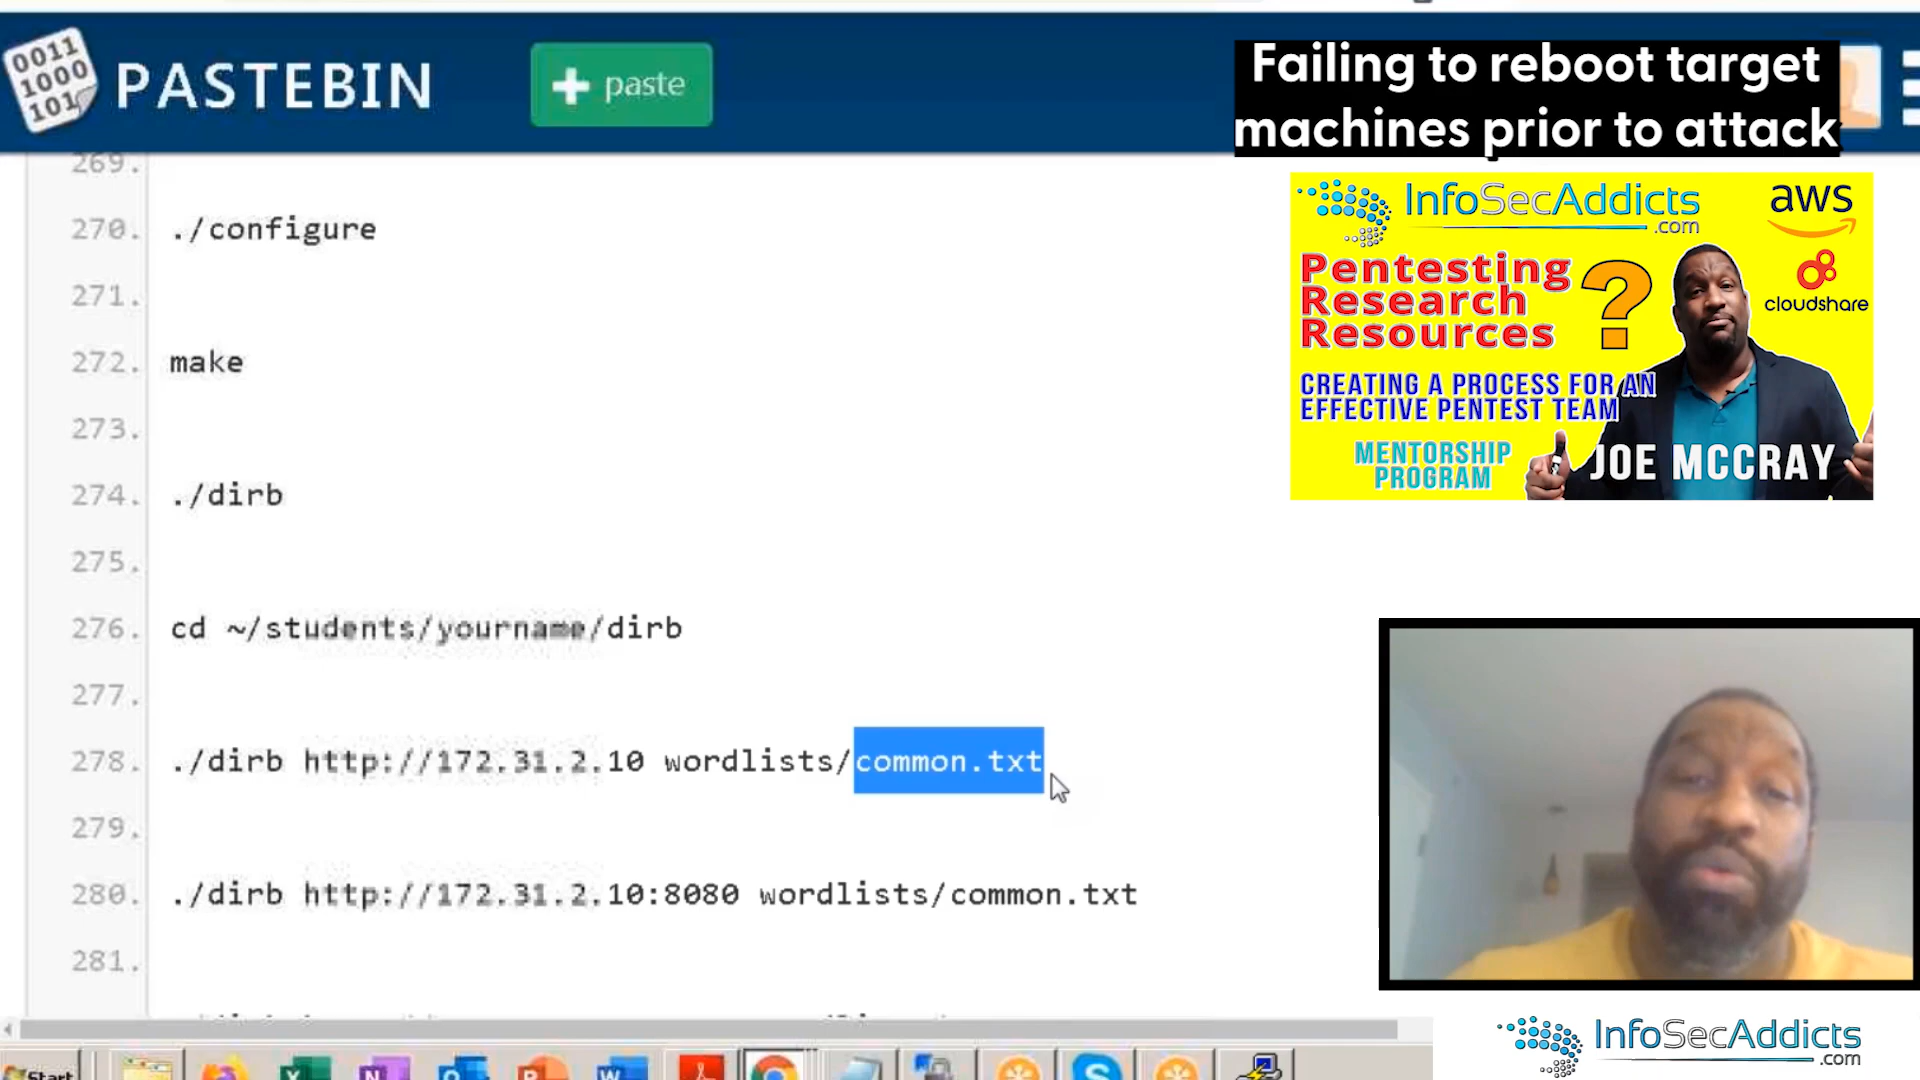 0011
1000
101
PASTEBIN
+ paste
Failing to reboot target
machines prior to attack
269.
270. ./configure
271.
272. make
273.
274. ./dirb
275.
276. cd ~/students/yourname/dirb
277.
278. ./dirb http://172.31.2.10 wordlists/common.txt
279.
280. ./dirb http://172.31.2.10:8080 wordlists/common.txt
281.
InfoSecAddicts
.com
aws
cloudshare
Pentesting
Research
Resources
?
CREATING A PROCESS FOR AN
EFFECTIVE PENTEST TEAM
MENTORSHIP
PROGRAM
JOE MCCRAY
InfoSecAddicts
.com
Start